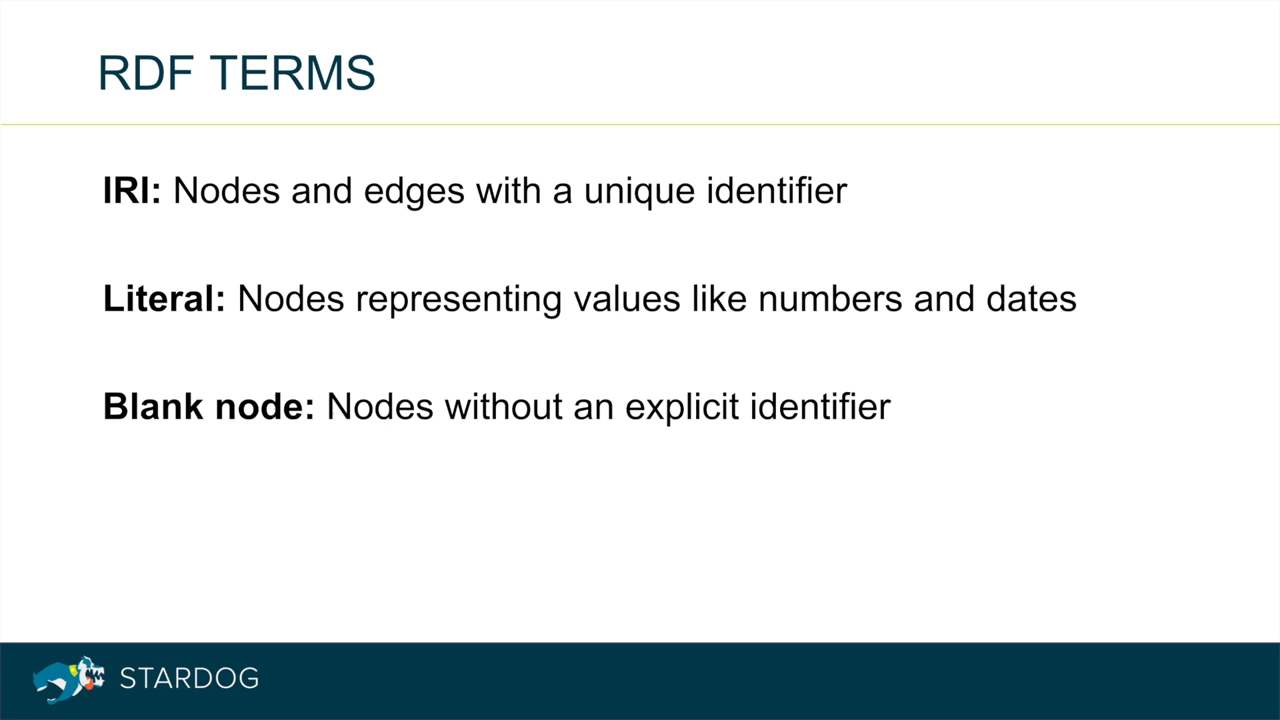 RDF TERMS
IRI: Nodes and edges with a unique identifier
Literal: Nodes representing values like numbers and dates
Blank node: Nodes without an explicit identifier
STARDOG